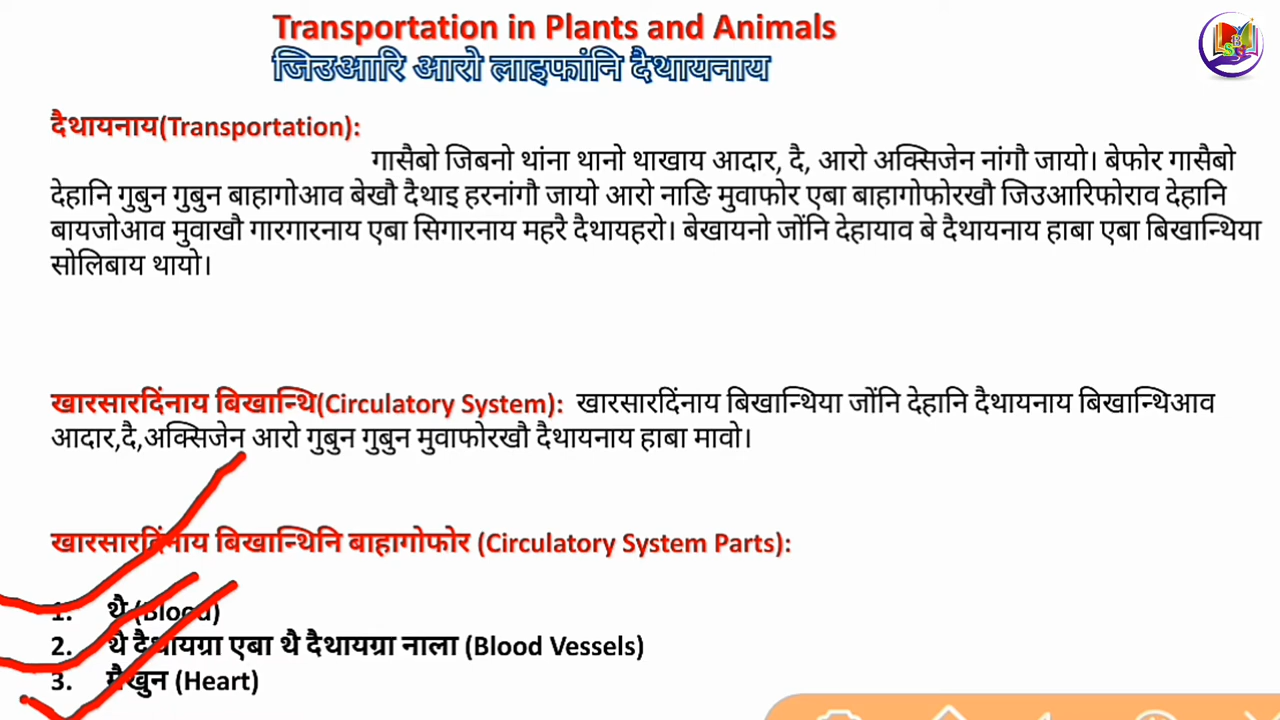 Transportation in Plants and Animals
जिउआरि आरो लाइफांनि दैथायनाय
दैथायनाय(Transportation):
गासैबो जिबनो थांना थानो थाखाय आदार, दै, आरो अक्सिजेन नांगौ जायो। बेफोर गासैबो
देहानि गुबुन गुबुन बाहागोआव बेखौ दैथाइ हरनांगौ जायो आरो नाङि मुवाफोर एबा बाहागोफोरखौ जिउआरिफोराव देहानि
बायजोआव मुवाखौ गारगारनाय एबा सिगारनाय महरै दैथायहरो। बेखायनो जोंनि देहायाव बे दैथायनाय हाबा एबा बिखान्थिया
सोलिबाय थायो।
खारसारदिंनाय बिखान्थि(Circulatory System): खारसारदिंनाय बिखान्थिया जोंनि देहानि दैथायनाय बिखान्थिआव
आदार,दै,अक्सिजेन आरो गुबुन गुबुन मुवाफोरखौ दैथायनाय हाबा मावो।
खारसारदिंनाय बिखान्थिनि बाहागोफोर (Circulatory System Parts):
1. थै (Blood)
2. थै दैथायग्रा एबा थै दैथायग्रा नाला (Blood Vessels)
3. मैखुन (Heart)